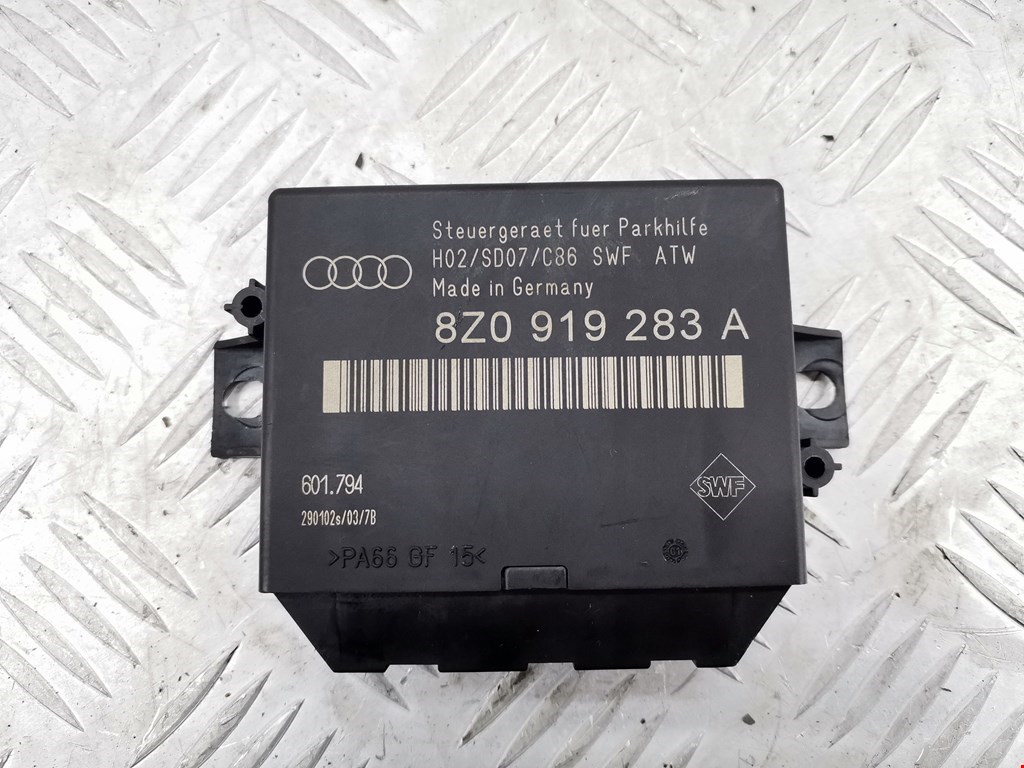 Steuergeraet fuer Parkhilfe
H02/SD07/C86 SWF ATW
Made in Germany
8Z0 919 283 A
601.794
290102s/03/7B
SWF
>PA66 GF 15<